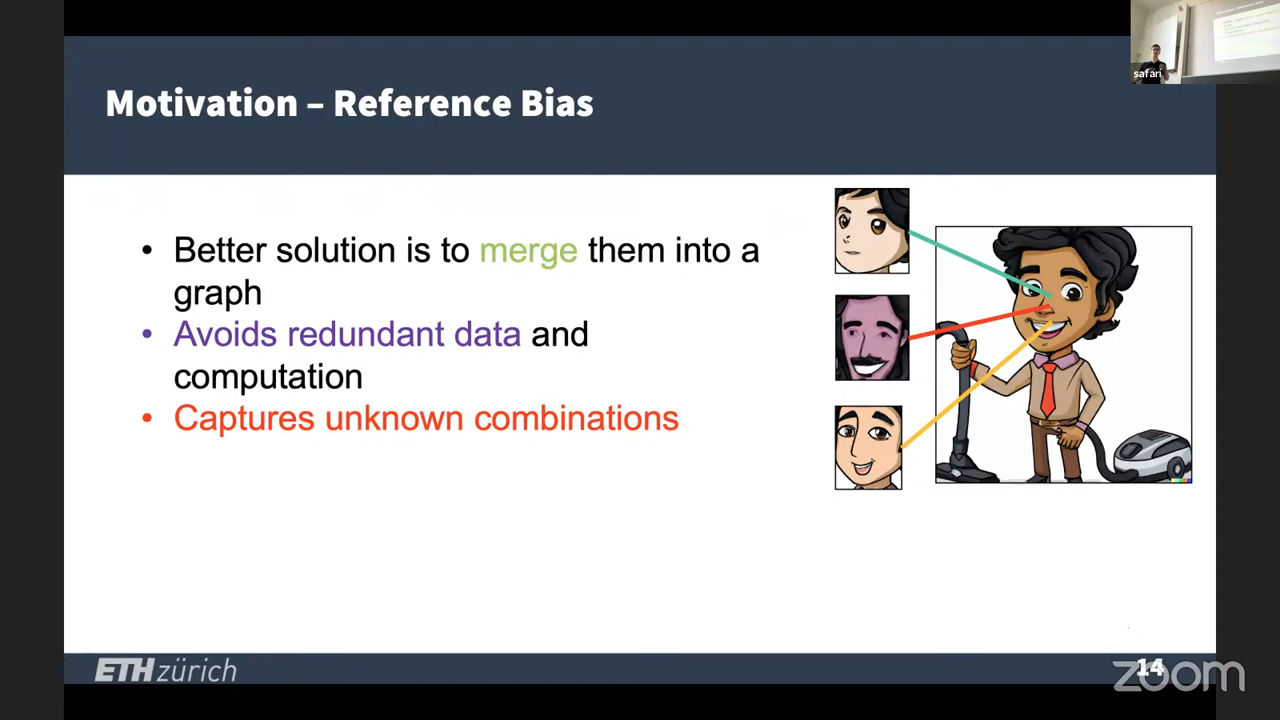 safari
Motivation – Reference Bias
• Better solution is to merge them into a
graph
• Avoids redundant data and
computation
• Captures unknown combinations
ETH zürich
14
zoom